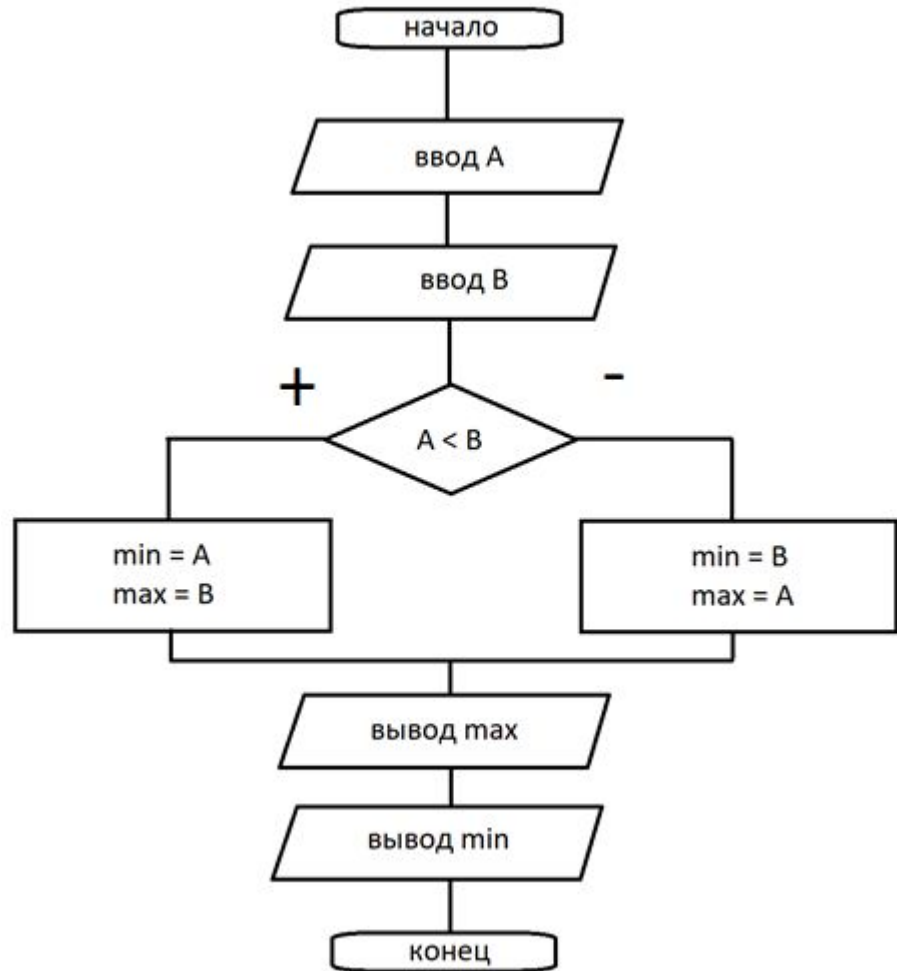 начало
ввод A
ввод B
+
-
A < B
min = A
max = B
min = B
max = A
вывод max
вывод min
конец